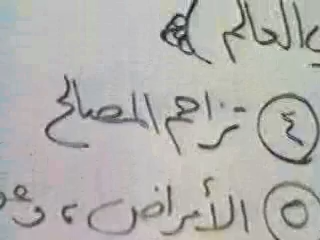 العالم
٤ تزاحم المصالح
٥ الأمراض،